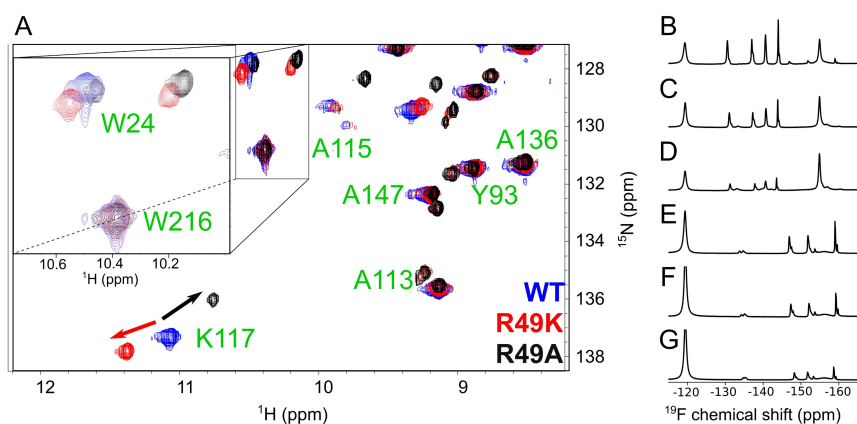 A
W24
W216
10.6 10.4 10.2
¹H (ppm)
A115
A136
A147
Y93
A113
K117
WT
R49K
R49A
128
130
132
134
136
138
¹⁵N (ppm)
12 11 10 9
¹H (ppm)
B
C
D
E
F
G
-120 -130 -140 -150 -160
¹⁹F chemical shift (ppm)